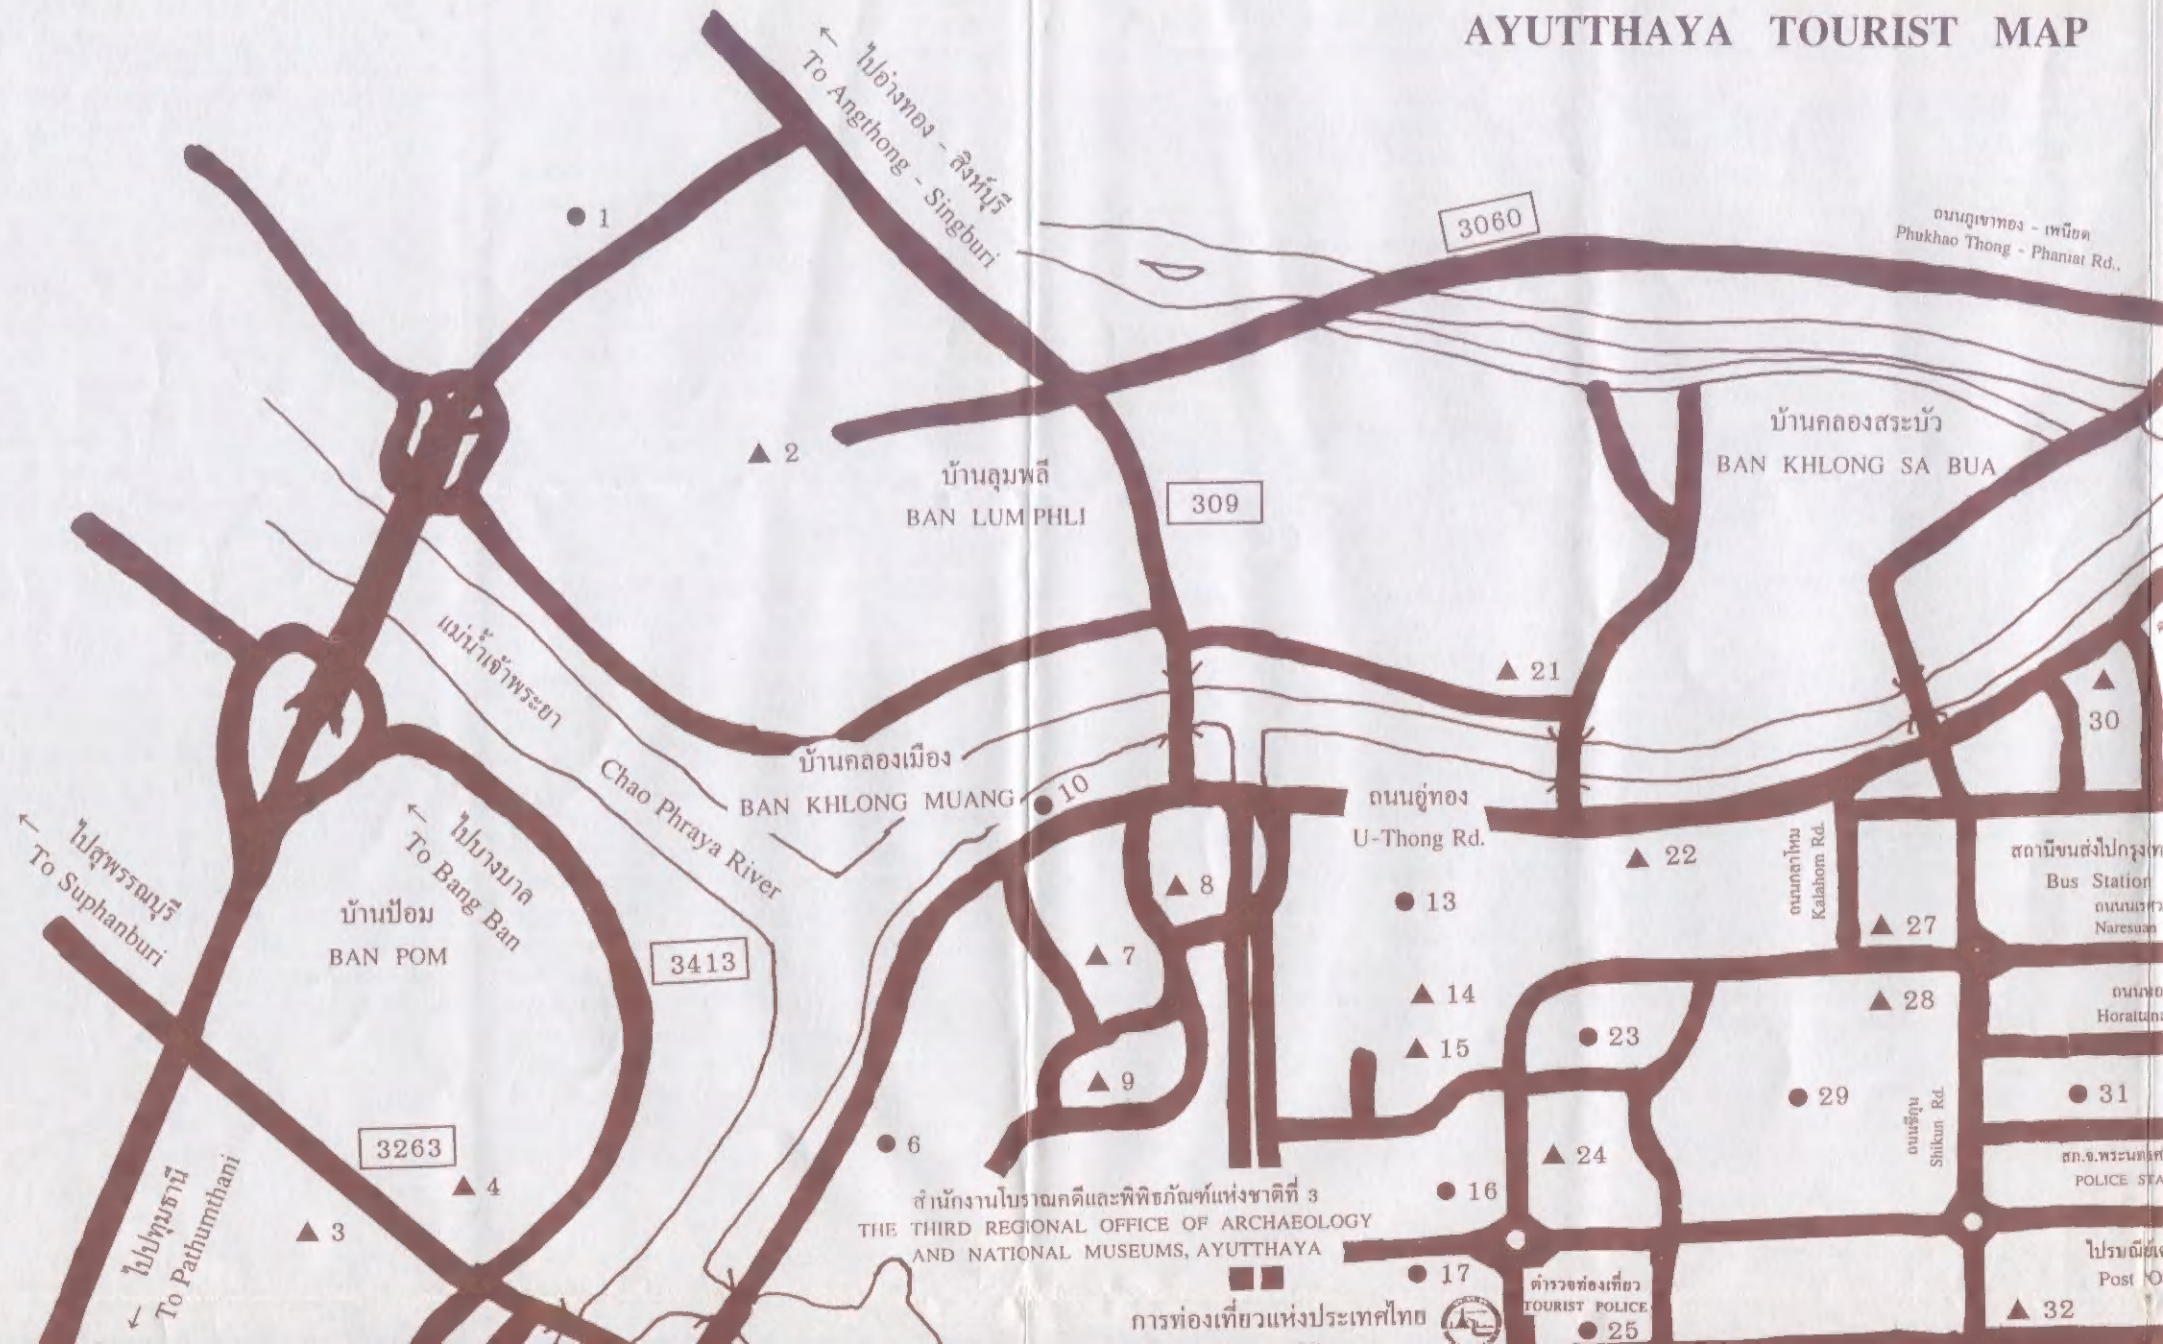 AYUTTHAYA TOURIST MAP
← ไปอ่างทอง - สิงห์บุรี
To Angthong - Singburi
1
3060
ถนนภูเขาทอง - เพนียด
Phukhao Thong - Phaniat Rd.,
2
บ้านลุมพลี
BAN LUM PHLI
309
บ้านคลองสระบัว
BAN KHLONG SA BUA
แม่น้ำเจ้าพระยา
Chao Phraya River
21
30
บ้านคลองเมือง
BAN KHLONG MUANG
10
ถนนอู่ทอง
U-Thong Rd.
← ไปสุพรรณบุรี
To Suphanburi
← ไปบางบาล
To Bang Ban
บ้านป้อม
BAN POM
3413
8
13
22
ถนนกลาโหม
Kalahom Rd.
สถานีขนส่งไปกรุงเท
Bus Station
Naresuan
27
7
14
28
Horattana
15
23
9
29
31
ถนนชีกุน
Shikun Rd.
3263
6
24
4
16
POLICE STA
3
สำนักงานโบราณคดีและพิพิธภัณฑ์แห่งชาติที่ 3
THE THIRD REGIONAL OFFICE OF ARCHAEOLOGY
AND NATIONAL MUSEUMS, AYUTTHAYA
ไปปทุมธานี
← To Pathumthani
17
ตำรวจท่องเที่ยว
TOURIST POLICE
25
Post O
32
การท่องเที่ยวแห่งประเทศไทย